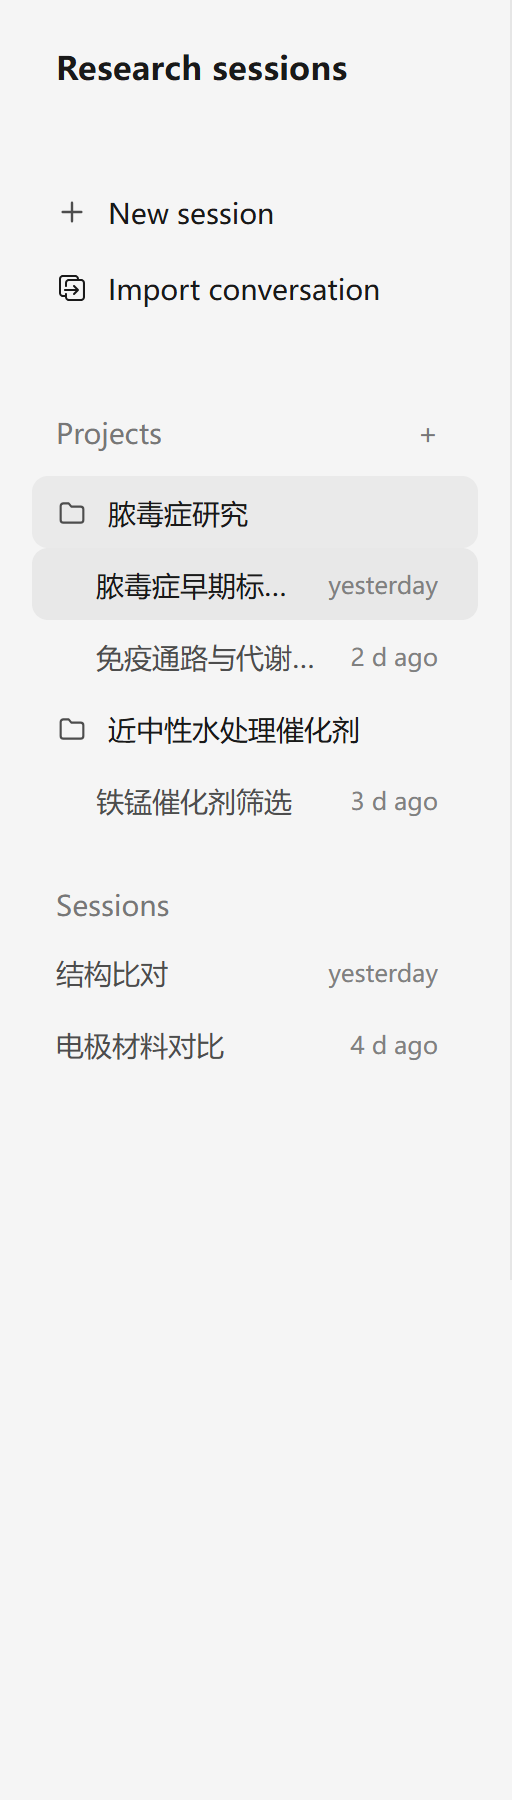 Research sessions
New session
Import conversation
Projects +
脓毒症研究
脓毒症早期标... yesterday
免疫通路与代谢... 2 d ago
近中性水处理催化剂
铁锰催化剂筛选 3 d ago
Sessions
结构比对 yesterday
电极材料对比 4 d ago